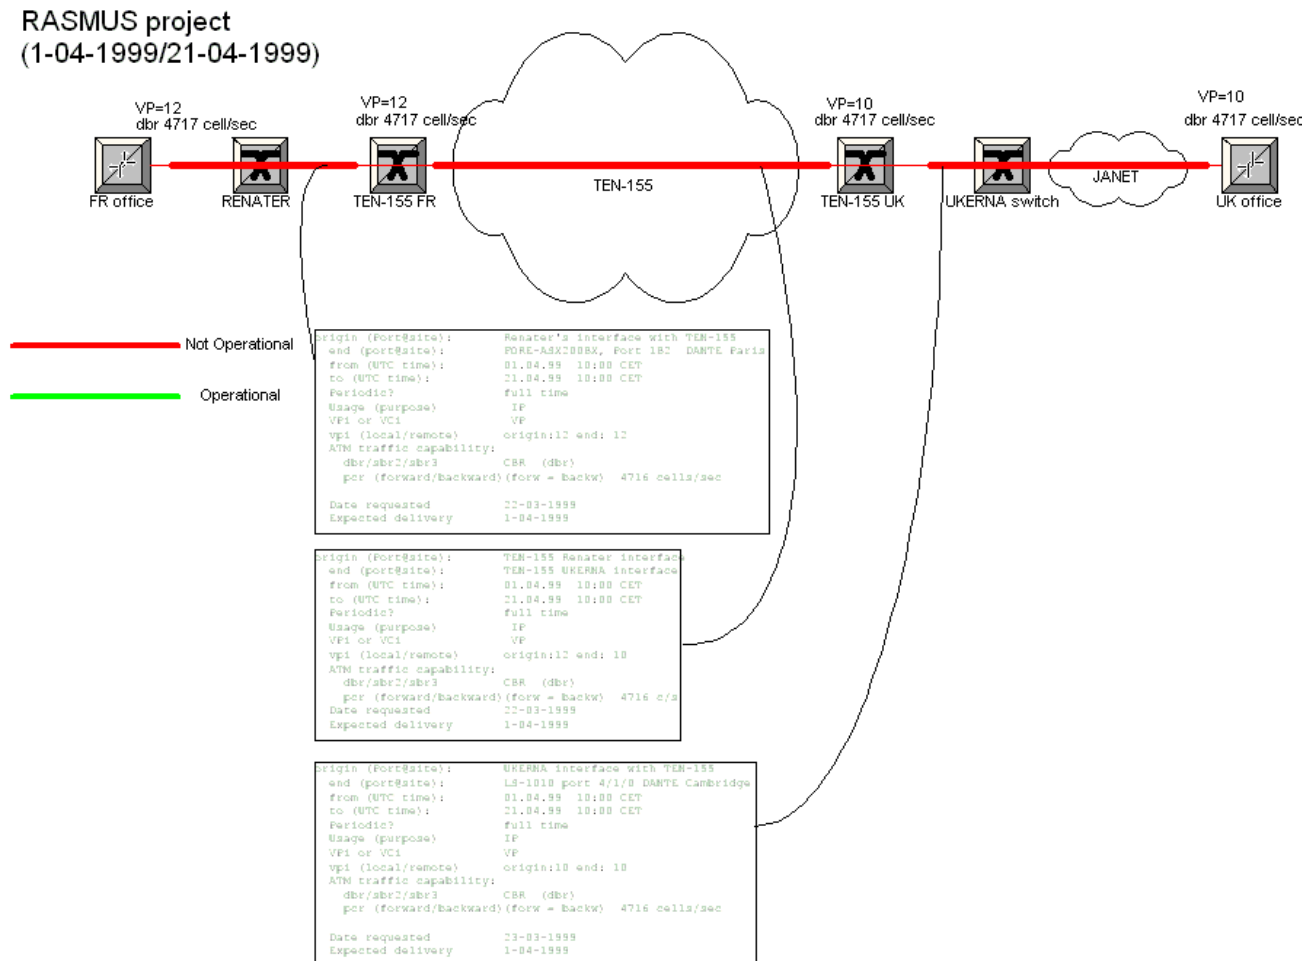 RASMUS project
(1-04-1999/21-04-1999)
VP=12
dbr 4717 cell/sec
VP=12
dbr 4717 cell/sec
VP=10
dbr 4717 cell/sec
VP=10
dbr 4717 cell/sec
FR office
RENATER
TEN-155 FR
TEN-155
TEN-155 UK
UKERNA switch
JANET
UK office
Not Operational
Operational
origin (Port@site): Renater's interface with TEN-155
end (port@site): FORE-ASX200BX, Port 1B2 DANTE Paris
from (UTC time): 01.04.99 10:00 CET
to (UTC time): 21.04.99 10:00 CET
Periodic? full time
Usage (purpose) IP
VPi or VCi VP
vpi (local/remote) origin:12 end: 12
ATM traffic capability:
dbr/sbr2/sbr3 CBR (dbr)
pcr (forward/backward)(forw = backw) 4716 cells/sec
Date requested 22-03-1999
Expected delivery 1-04-1999
origin (Port@site): TEN-155 Renater interface
end (port@site): TEN-155 UKERNA interface
from (UTC time): 01.04.99 10:00 CET
to (UTC time): 21.04.99 10:00 CET
Periodic? full time
Usage (purpose) IP
VPi or VCi VP
vpi (local/remote) origin:12 end: 10
ATM traffic capability:
dbr/sbr2/sbr3 CBR (dbr)
pcr (forward/backward)(forw = backw) 4716 c/s
Date requested 22-03-1999
Expected delivery 1-04-1999
origin (Port@site): UKERNA interface with TEN-155
end (port@site): LS-1010 port 4/1/0 DANTE Cambridge
from (UTC time): 01.04.99 10:00 CET
to (UTC time): 21.04.99 10:00 CET
Periodic? full time
Usage (purpose) IP
VPi or VCi VP
vpi (local/remote) origin:10 end: 10
ATM traffic capability:
dbr/sbr2/sbr3 CBR (dbr)
pcr (forward/backward)(forw = backw) 4716 cells/sec
Date requested 23-03-1999
Expected delivery 1-04-1999